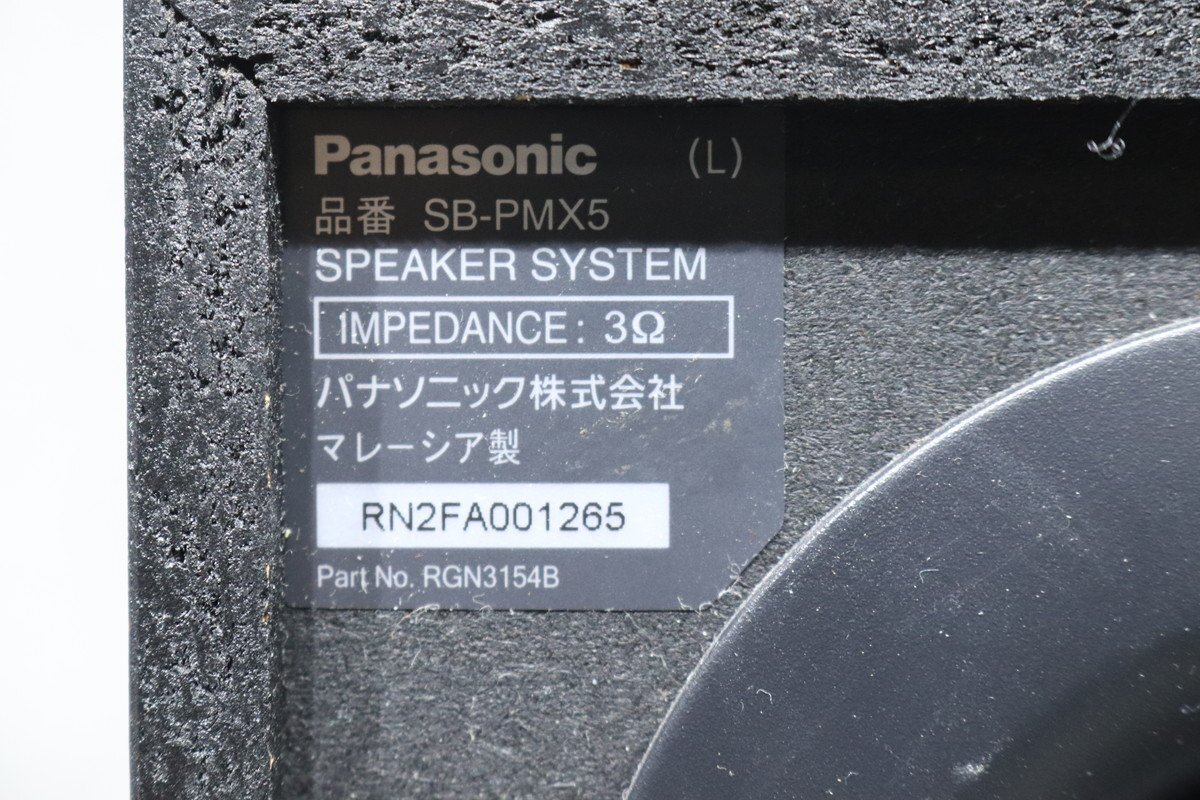 Panasonic (L)
品番 SB-PMX5
SPEAKER SYSTEM
IMPEDANCE: 3Ω
パナソニック株式会社
マレーシア製
RN2FA001265
Part No. RGN3154B